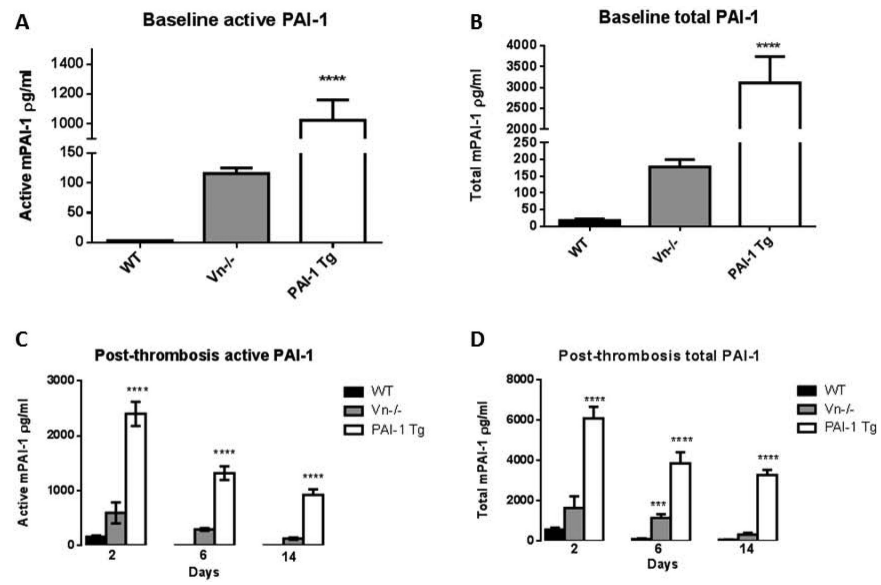 A
Baseline active PAI-1
Active mPAI-1 ρg/ml
1400
1200
1000
150
100
50
0
****
WT
Vn-/-
PAI-1 Tg
B
Baseline total PAI-1
Total mPAI-1 ρg/ml
4000
3500
3000
2500
2000
250
200
150
100
50
0
****
WT
Vn-/-
PAI-1 Tg
C
Post-thrombosis active PAI-1
Active mPAI-1 ρg/ml
3000
2000
1000
0
****
****
****
2
6
14
Days
WT
Vn-/-
PAI-1 Tg
D
Post-thrombosis total PAI-1
Total mPAI-1 ρg/ml
8000
6000
4000
2000
0
****
***
****
****
2
6
14
Days
WT
Vn-/-
PAI-1 Tg